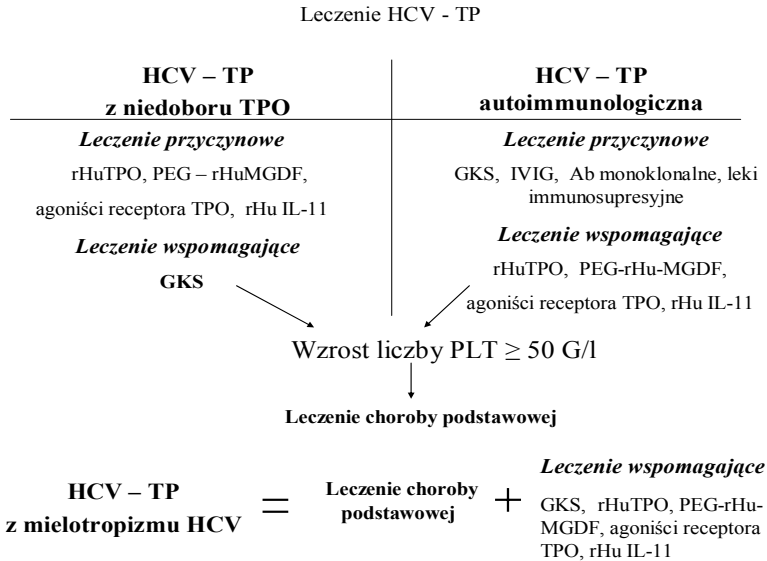 Leczenie HCV - TP
HCV – TP
z niedoboru TPO
Leczenie przyczynowe
rHuTPO, PEG – rHuMGDF,
agoniści receptora TPO, rHu IL-11
Leczenie wspomagające
GKS
HCV – TP
autoimmunologiczna
Leczenie przyczynowe
GKS, IVIG, Ab monoklonalne, leki
immunosupresyjne
Leczenie wspomagające
rHuTPO, PEG-rHu-MGDF,
agoniści receptora TPO, rHu IL-11
Wzrost liczby PLT ≥ 50 G/l
Leczenie choroby podstawowej
HCV – TP
z mielotropizmu HCV
=
Leczenie choroby
podstawowej
+
Leczenie wspomagające
GKS, rHuTPO, PEG-rHu-
MGDF, agoniści receptora
TPO, rHu IL-11